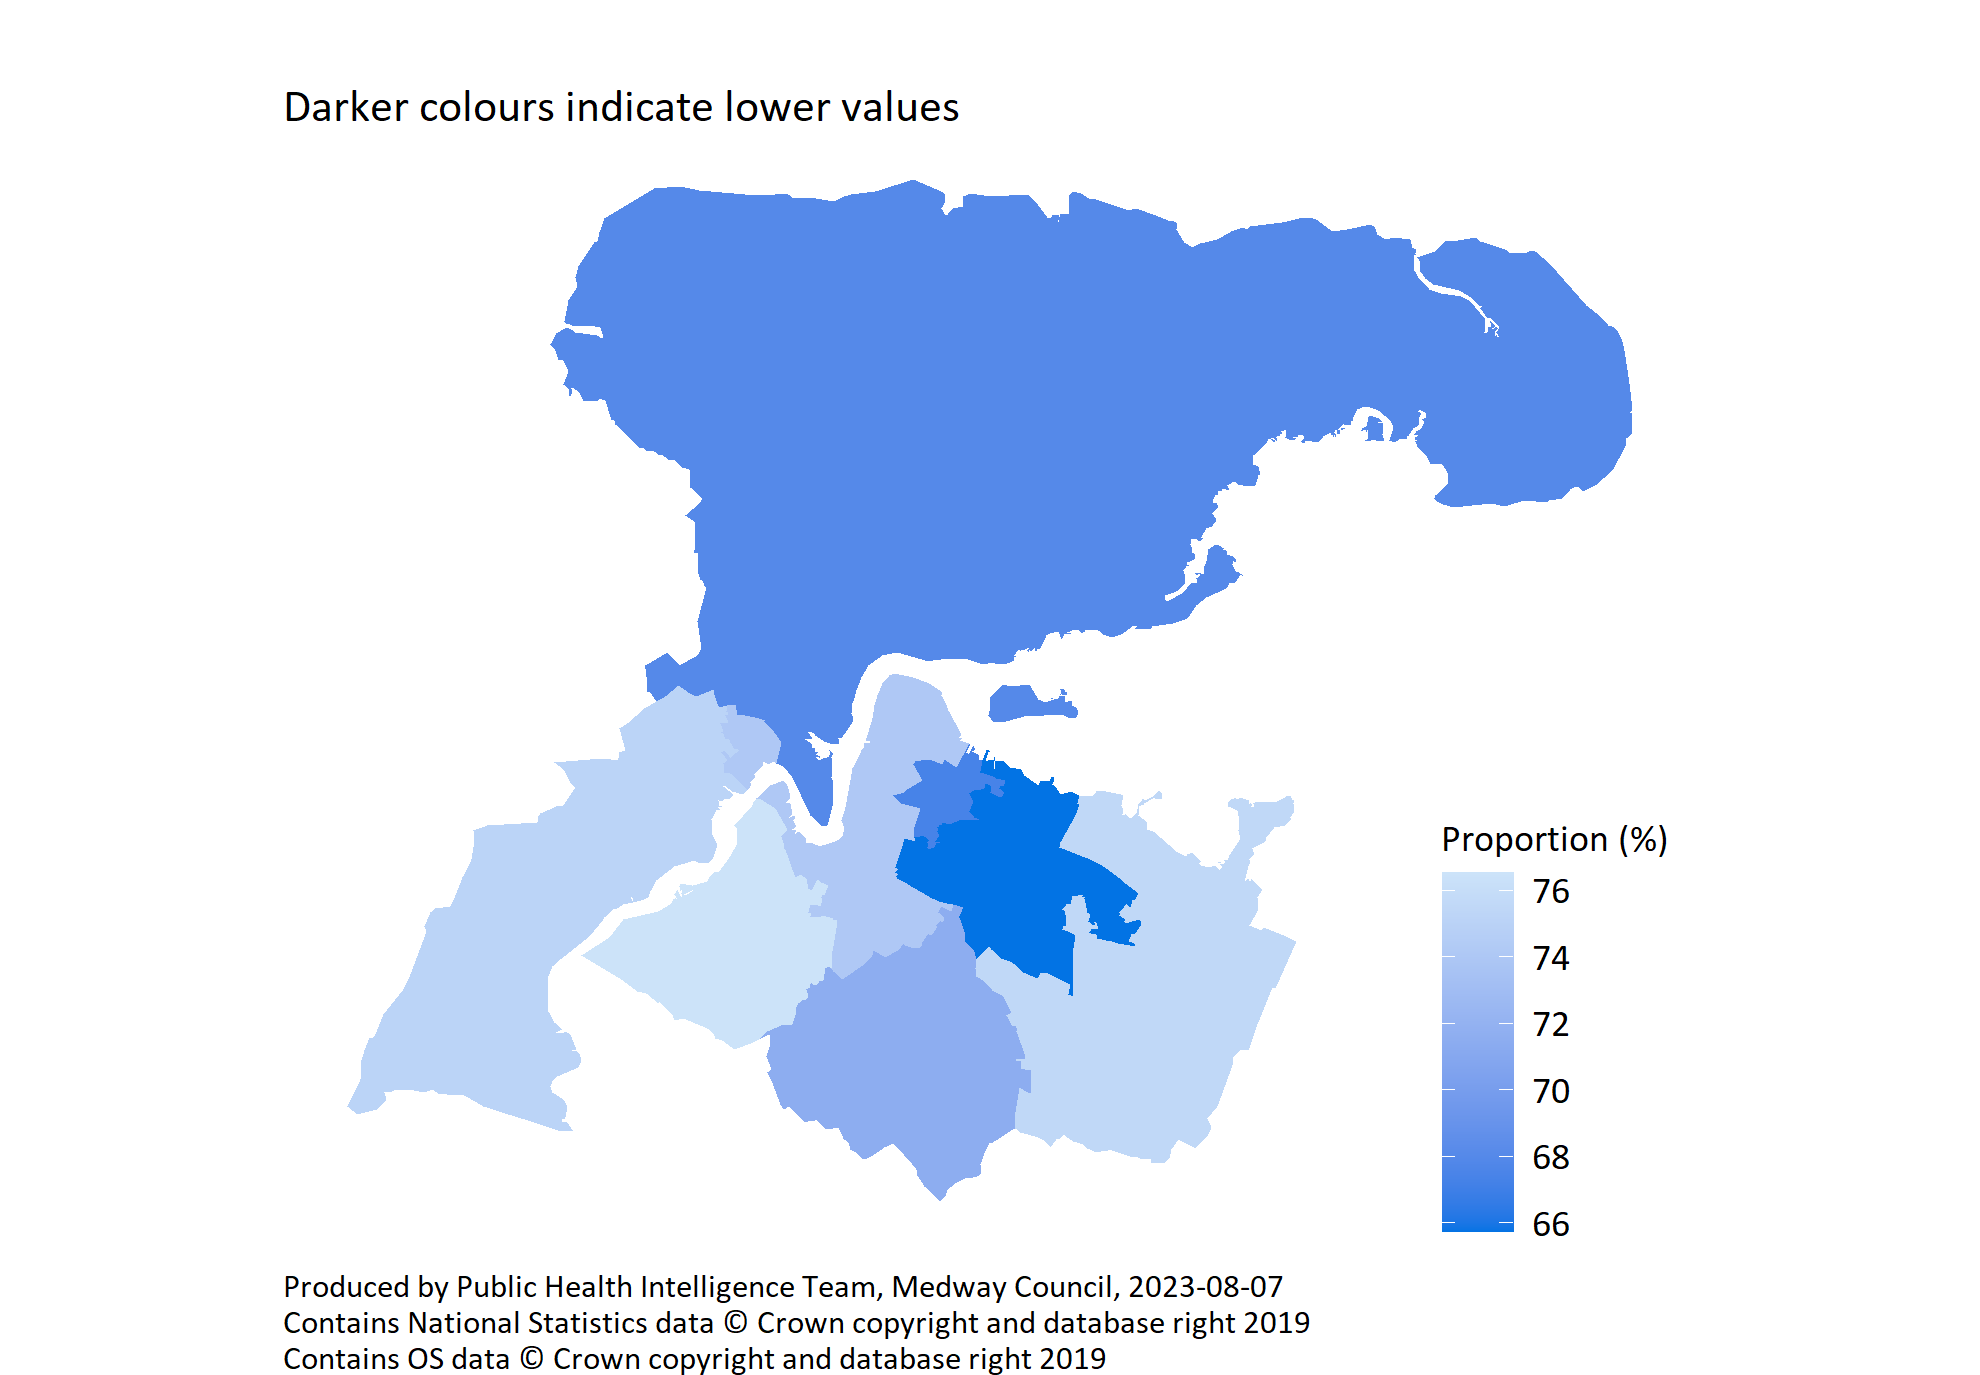 Darker colours indicate lower values
Proportion (%)
76
74
72
70
68
66
Produced by Public Health Intelligence Team, Medway Council, 2023-08-07
Contains National Statistics data © Crown copyright and database right 2019
Contains OS data © Crown copyright and database right 2019